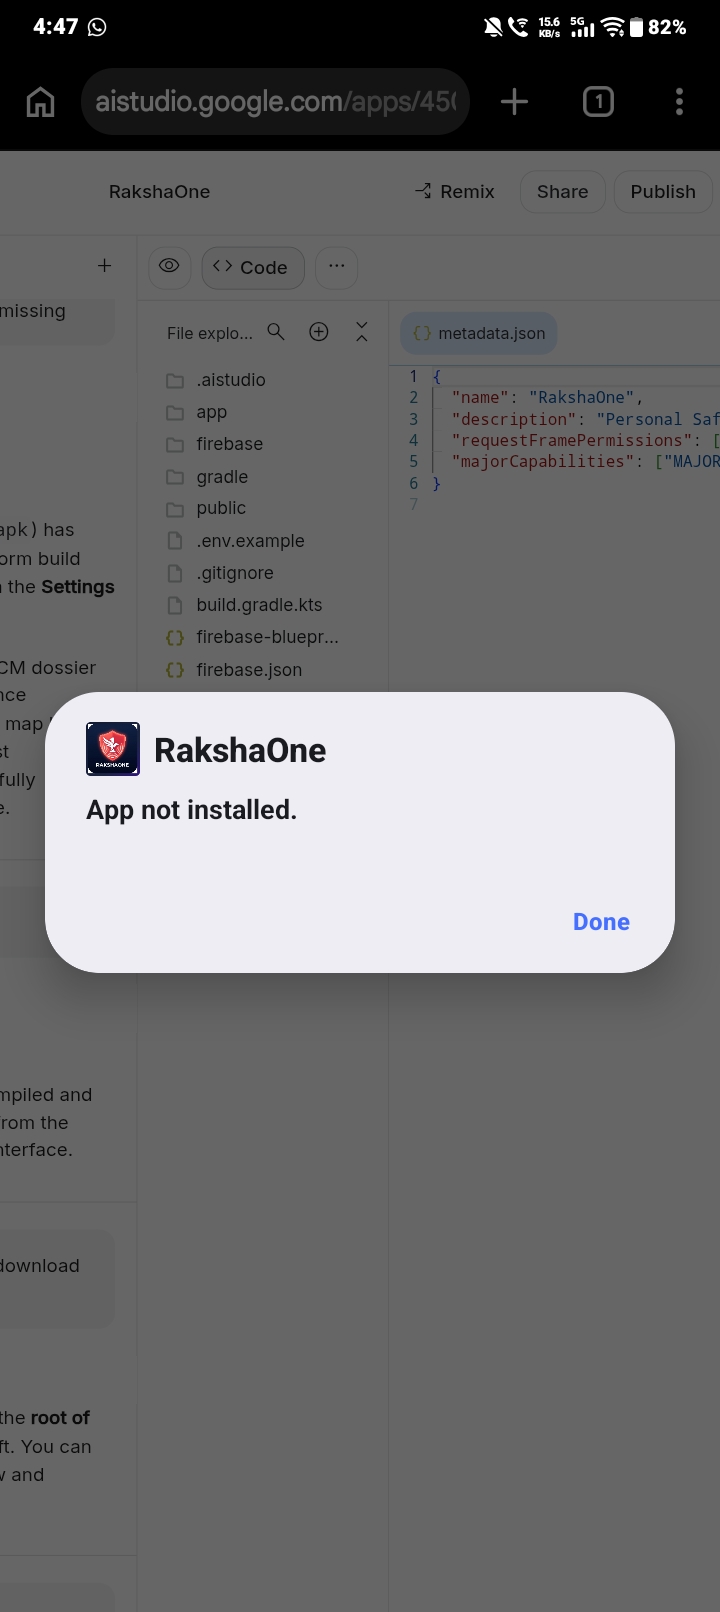 4:47
15.6
KB/s
5G
82%
aistudio.google.com/apps/450
1
RakshaOne
Remix
Share
Publish
missing
Code
File explo...
metadata.json
.aistudio
app
firebase
gradle
public
.env.example
.gitignore
build.gradle.kts
firebase-bluepr...
firebase.json
1 {
2 "name": "RakshaOne",
3 "description": "Personal Saf
4 "requestFramePermissions": [
5 "majorCapabilities": ["MAJOR
6 }
7
apk) has
orm build
the Settings
CM dossier
nce
map
st
fully
e.
RAKSHAONE
RakshaOne
App not installed.
Done
mpiled and
from the
nterface.
download
the root of
ft. You can
w and